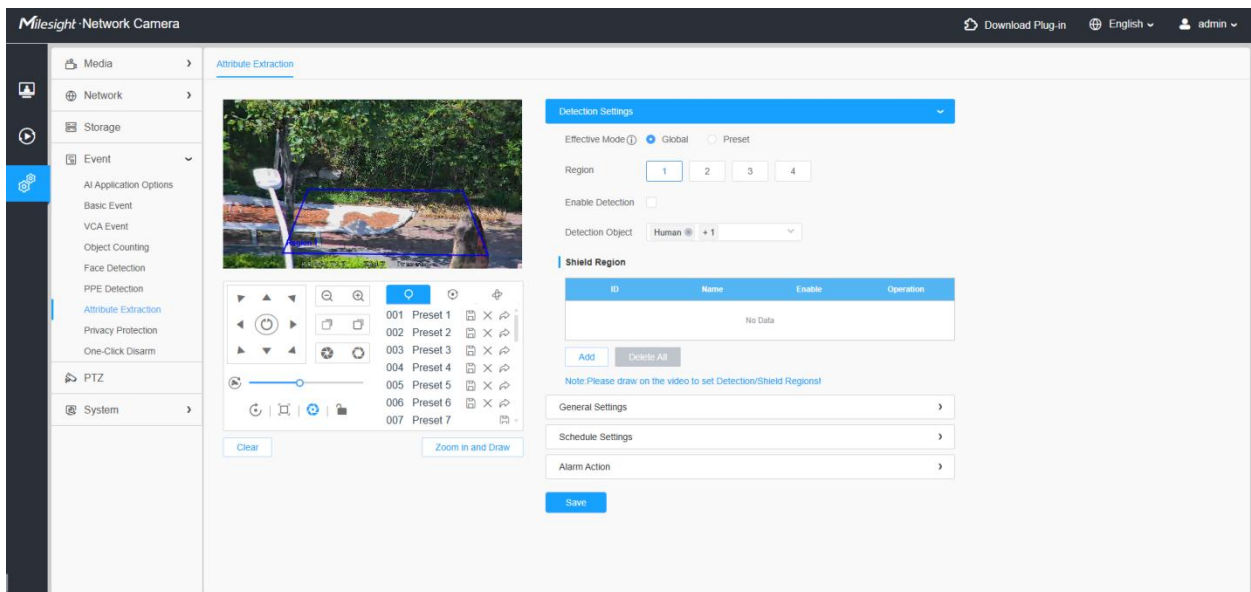 Milesight · Network Camera
Download Plug-in
English
admin
Media
Network
Storage
Event
AI Application Options
Basic Event
VCA Event
Object Counting
Face Detection
PPE Detection
Attribute Extraction
Privacy Protection
One-Click Disarm
PTZ
System
Attribute Extraction
Region 1
001 Preset 1
002 Preset 2
003 Preset 3
004 Preset 4
005 Preset 5
006 Preset 6
007 Preset 7
Clear
Zoom in and Draw
Detection Settings
Effective Mode Global Preset
Region 1 2 3 4
Enable Detection
Detection Object Human + 1
Shield Region
ID Name Enable Operation
No Data
Add Delete All
Note:Please draw on the video to set Detection/Shield Regions!
General Settings
Schedule Settings
Alarm Action
Save